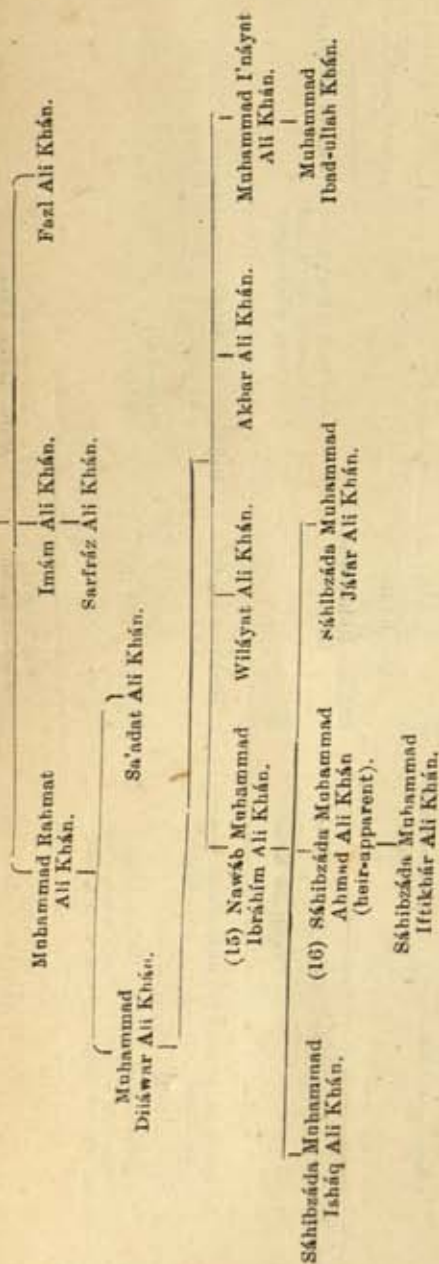 Muhammad Rahmat
Ali Khán.
Imám Ali Khán.
Fazl Ali Khán.
Sarfráz Ali Khán.
Muhammad
Diláwar Ali Khán.
Sa'adat Ali Khán.
(15) Nawáb Muhammad
Ibráhím Ali Khán.
Wiláyat Ali Khán.
Akbar Ali Khán.
Muhammad I'náynt
Ali Khán.
Muhammad
Ibad-ullah Khán.
Sáhibzáda Muhammad
Isháq Ali Khán.
(16) Sáhibzáda Muhammad
Ahmad Ali Khán
(heir-apparent).
Sáhibzáda Muhammad
Jáfar Ali Khán.
Sáhibzáda Muhammad
Iftikhár Ali Khán.